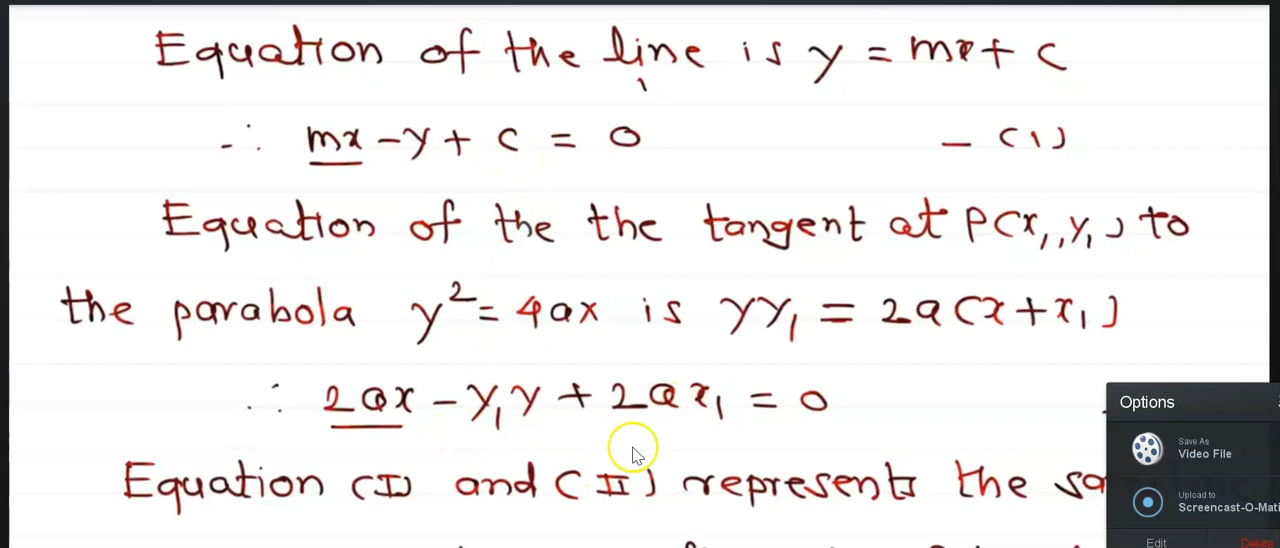 Equation of the line is y = mx + c
∴ mx - y + c = 0 - (1)
Equation of the the tangent at P(x₁, y₁) to
the parabola y² = 4ax is yy₁ = 2a(x + x₁)
∴ 2ax - y₁y + 2ax₁ = 0
Equation (I) and (II) represents the
Options
Save As
Video File
Upload to
Screencast-O-Mati
Edit
Delete